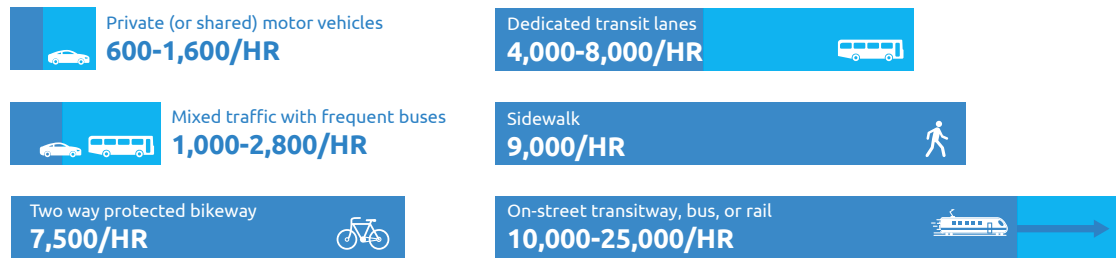 Private (or shared) motor vehicles
600-1,600/HR
Mixed traffic with frequent buses
1,000-2,800/HR
Two way protected bikeway
7,500/HR
Dedicated transit lanes
4,000-8,000/HR
Sidewalk
9,000/HR
On-street transitway, bus, or rail
10,000-25,000/HR